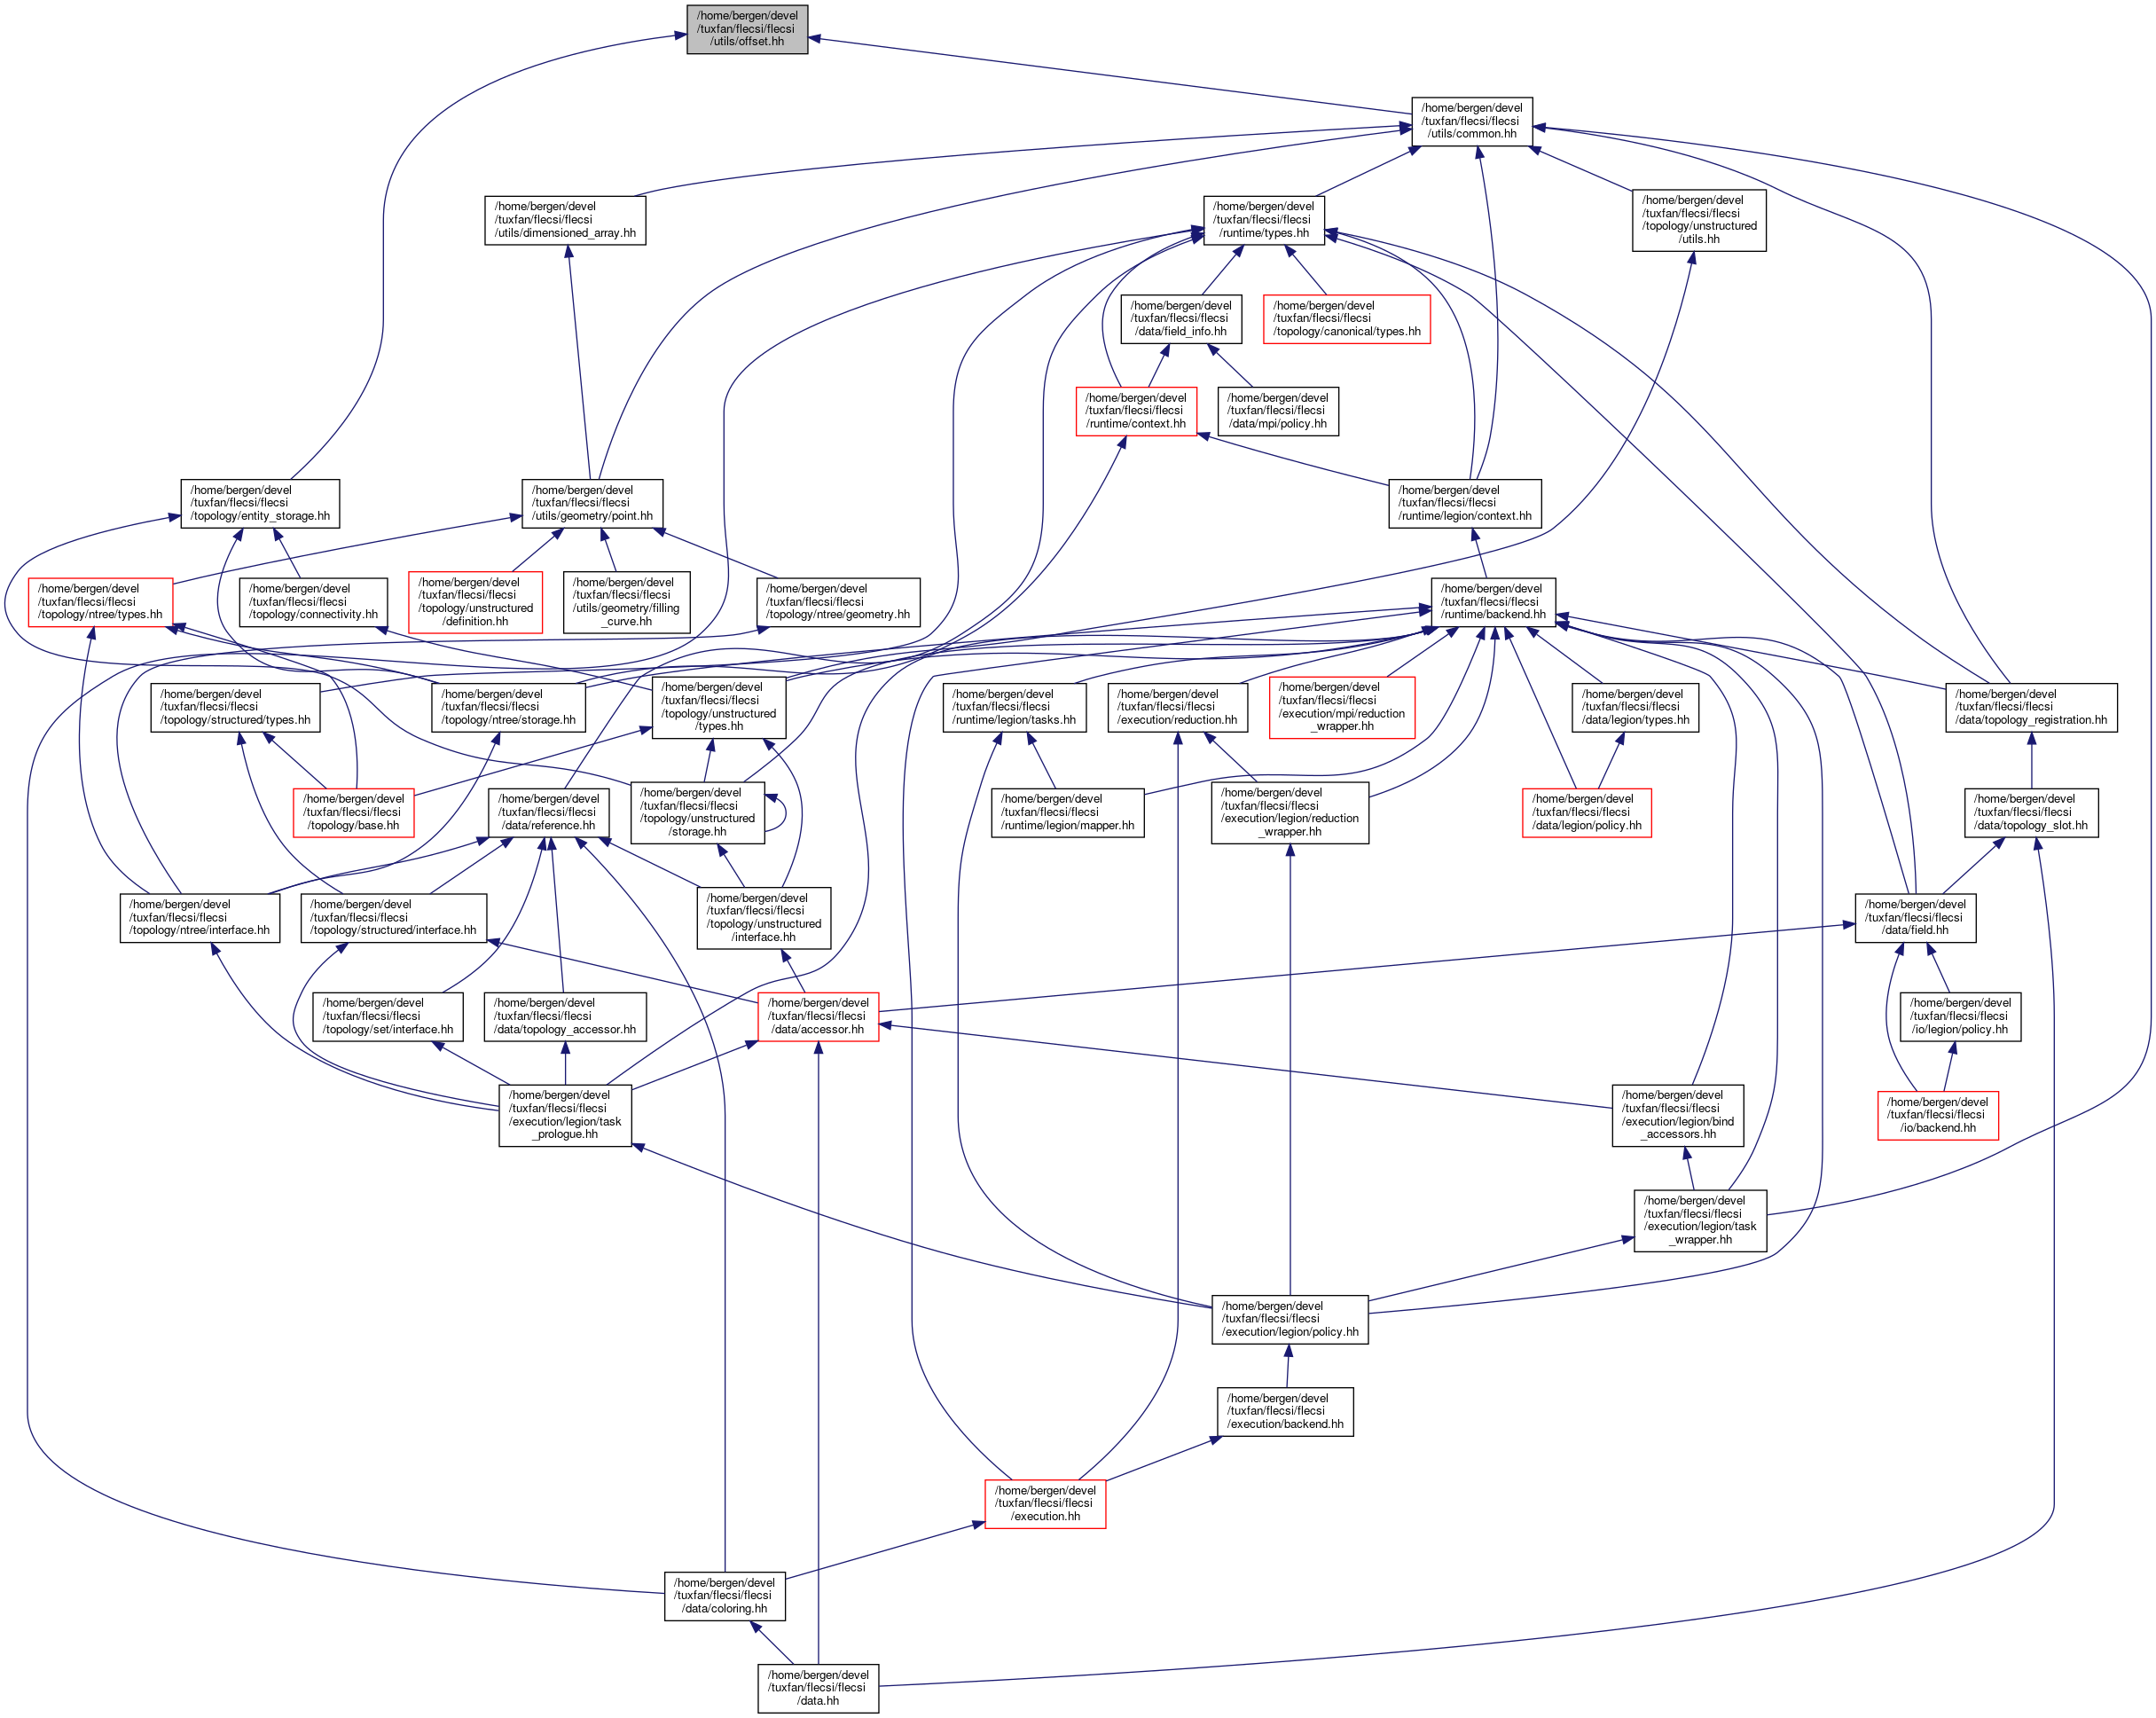 /home/bergen/devel
/tuxfan/flecsi/flecsi
/utils/offset.hh
/home/bergen/devel
/tuxfan/flecsi/flecsi
/utils/common.hh
/home/bergen/devel
/tuxfan/flecsi/flecsi
/utils/dimensioned_array.hh
/home/bergen/devel
/tuxfan/flecsi/flecsi
/runtime/types.hh
/home/bergen/devel
/tuxfan/flecsi/flecsi
/topology/unstructured
/utils.hh
/home/bergen/devel
/tuxfan/flecsi/flecsi
/data/field_info.hh
/home/bergen/devel
/tuxfan/flecsi/flecsi
/topology/canonical/types.hh
/home/bergen/devel
/tuxfan/flecsi/flecsi
/runtime/context.hh
/home/bergen/devel
/tuxfan/flecsi/flecsi
/data/mpi/policy.hh
/home/bergen/devel
/tuxfan/flecsi/flecsi
/topology/entity_storage.hh
/home/bergen/devel
/tuxfan/flecsi/flecsi
/utils/geometry/point.hh
/home/bergen/devel
/tuxfan/flecsi/flecsi
/runtime/legion/context.hh
/home/bergen/devel
/tuxfan/flecsi/flecsi
/topology/ntree/types.hh
/home/bergen/devel
/tuxfan/flecsi/flecsi
/topology/connectivity.hh
/home/bergen/devel
/tuxfan/flecsi/flecsi
/topology/unstructured
/definition.hh
/home/bergen/devel
/tuxfan/flecsi/flecsi
/utils/geometry/filling
_curve.hh
/home/bergen/devel
/tuxfan/flecsi/flecsi
/topology/ntree/geometry.hh
/home/bergen/devel
/tuxfan/flecsi/flecsi
/runtime/backend.hh
/home/bergen/devel
/tuxfan/flecsi/flecsi
/topology/structured/types.hh
/home/bergen/devel
/tuxfan/flecsi/flecsi
/topology/ntree/storage.hh
/home/bergen/devel
/tuxfan/flecsi/flecsi
/topology/unstructured
/types.hh
/home/bergen/devel
/tuxfan/flecsi/flecsi
/runtime/legion/tasks.hh
/home/bergen/devel
/tuxfan/flecsi/flecsi
/execution/reduction.hh
/home/bergen/devel
/tuxfan/flecsi/flecsi
/execution/mpi/reduction
_wrapper.hh
/home/bergen/devel
/tuxfan/flecsi/flecsi
/data/legion/types.hh
/home/bergen/devel
/tuxfan/flecsi/flecsi
/data/topology_registration.hh
/home/bergen/devel
/tuxfan/flecsi/flecsi
/topology/base.hh
/home/bergen/devel
/tuxfan/flecsi/flecsi
/data/reference.hh
/home/bergen/devel
/tuxfan/flecsi/flecsi
/topology/unstructured
/storage.hh
/home/bergen/devel
/tuxfan/flecsi/flecsi
/runtime/legion/mapper.hh
/home/bergen/devel
/tuxfan/flecsi/flecsi
/execution/legion/reduction
_wrapper.hh
/home/bergen/devel
/tuxfan/flecsi/flecsi
/data/legion/policy.hh
/home/bergen/devel
/tuxfan/flecsi/flecsi
/data/topology_slot.hh
/home/bergen/devel
/tuxfan/flecsi/flecsi
/topology/ntree/interface.hh
/home/bergen/devel
/tuxfan/flecsi/flecsi
/topology/structured/interface.hh
/home/bergen/devel
/tuxfan/flecsi/flecsi
/topology/unstructured
/interface.hh
/home/bergen/devel
/tuxfan/flecsi/flecsi
/data/field.hh
/home/bergen/devel
/tuxfan/flecsi/flecsi
/topology/set/interface.hh
/home/bergen/devel
/tuxfan/flecsi/flecsi
/data/topology_accessor.hh
/home/bergen/devel
/tuxfan/flecsi/flecsi
/data/accessor.hh
/home/bergen/devel
/tuxfan/flecsi/flecsi
/io/legion/policy.hh
/home/bergen/devel
/tuxfan/flecsi/flecsi
/execution/legion/task
_prologue.hh
/home/bergen/devel
/tuxfan/flecsi/flecsi
/execution/legion/bind
_accessors.hh
/home/bergen/devel
/tuxfan/flecsi/flecsi
/io/backend.hh
/home/bergen/devel
/tuxfan/flecsi/flecsi
/execution/legion/task
_wrapper.hh
/home/bergen/devel
/tuxfan/flecsi/flecsi
/execution/legion/policy.hh
/home/bergen/devel
/tuxfan/flecsi/flecsi
/execution/backend.hh
/home/bergen/devel
/tuxfan/flecsi/flecsi
/execution.hh
/home/bergen/devel
/tuxfan/flecsi/flecsi
/data/coloring.hh
/home/bergen/devel
/tuxfan/flecsi/flecsi
/data.hh